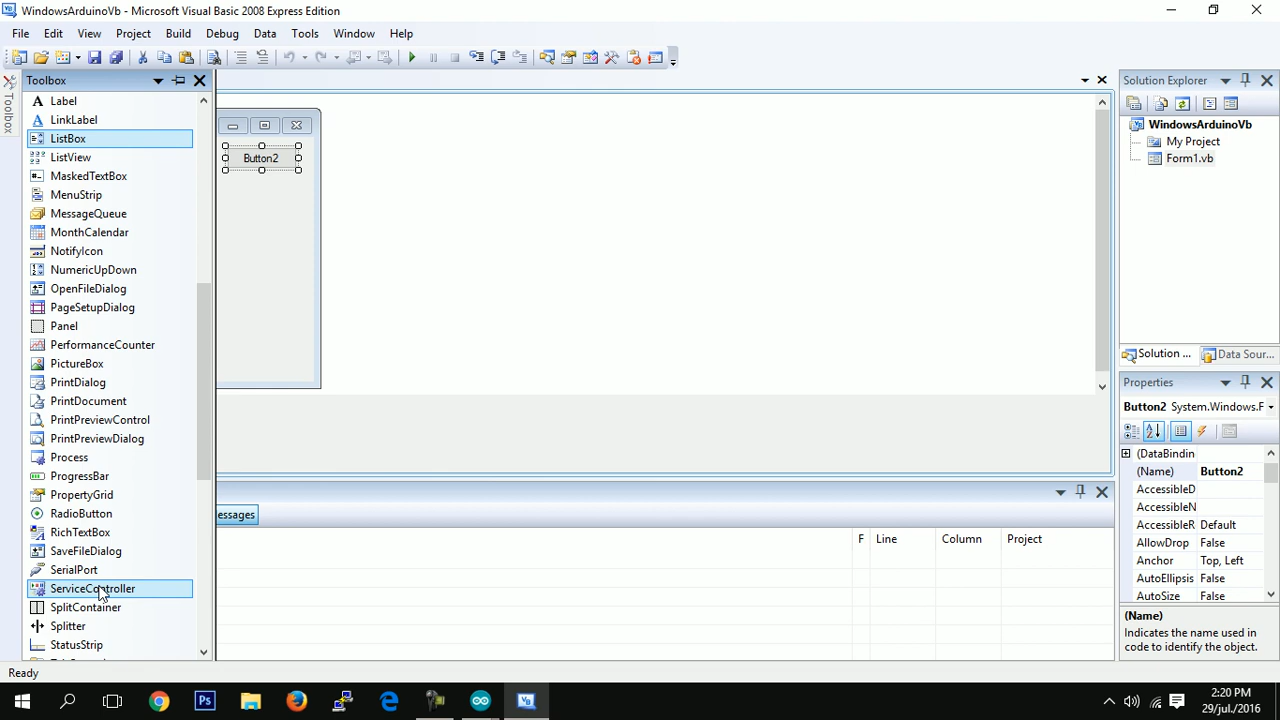 WindowsArduinoVb - Microsoft Visual Basic 2008 Express Edition
File Edit View Project Build Debug Data Tools Window Help
Toolbox
Toolbox
Label
LinkLabel
ListBox
ListView
MaskedTextBox
MenuStrip
MessageQueue
MonthCalendar
NotifyIcon
NumericUpDown
OpenFileDialog
PageSetupDialog
Panel
PerformanceCounter
PictureBox
PrintDialog
PrintDocument
PrintPreviewControl
PrintPreviewDialog
Process
ProgressBar
PropertyGrid
RadioButton
RichTextBox
SaveFileDialog
SerialPort
ServiceController
SplitContainer
Splitter
StatusStrip
Button2
essages
F Line Column Project
Solution Explorer
WindowsArduinoVb
My Project
Form1.vb
Solution ... Data Sour...
Properties
Button2 System.Windows.F
(DataBindin
(Name) Button2
AccessibleD
AccessibleN
AccessibleR Default
AllowDrop False
Anchor Top, Left
AutoEllipsis False
AutoSize False
(Name)
Indicates the name used in
code to identify the object.
Ready
Ps
2:20 PM
29/jul./2016